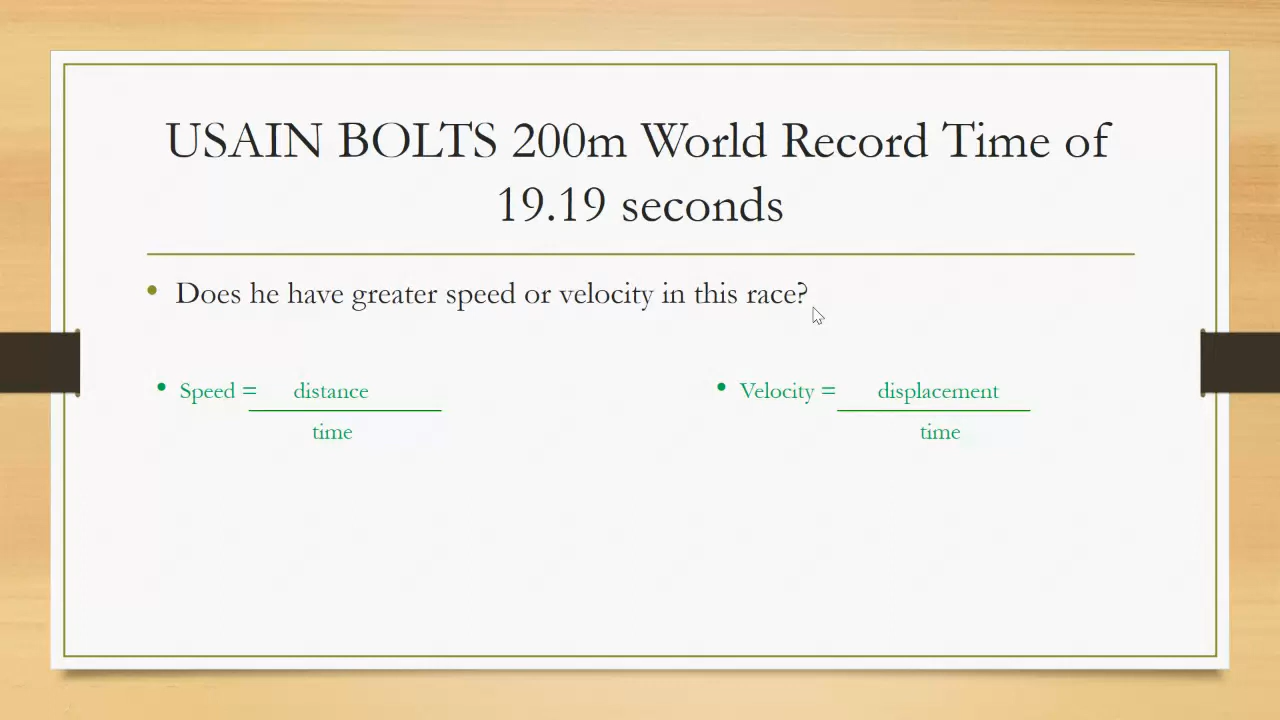 USAIN BOLTS 200m World Record Time of
19.19 seconds
• Does he have greater speed or velocity in this race?
• Speed = distance
time
• Velocity = displacement
time